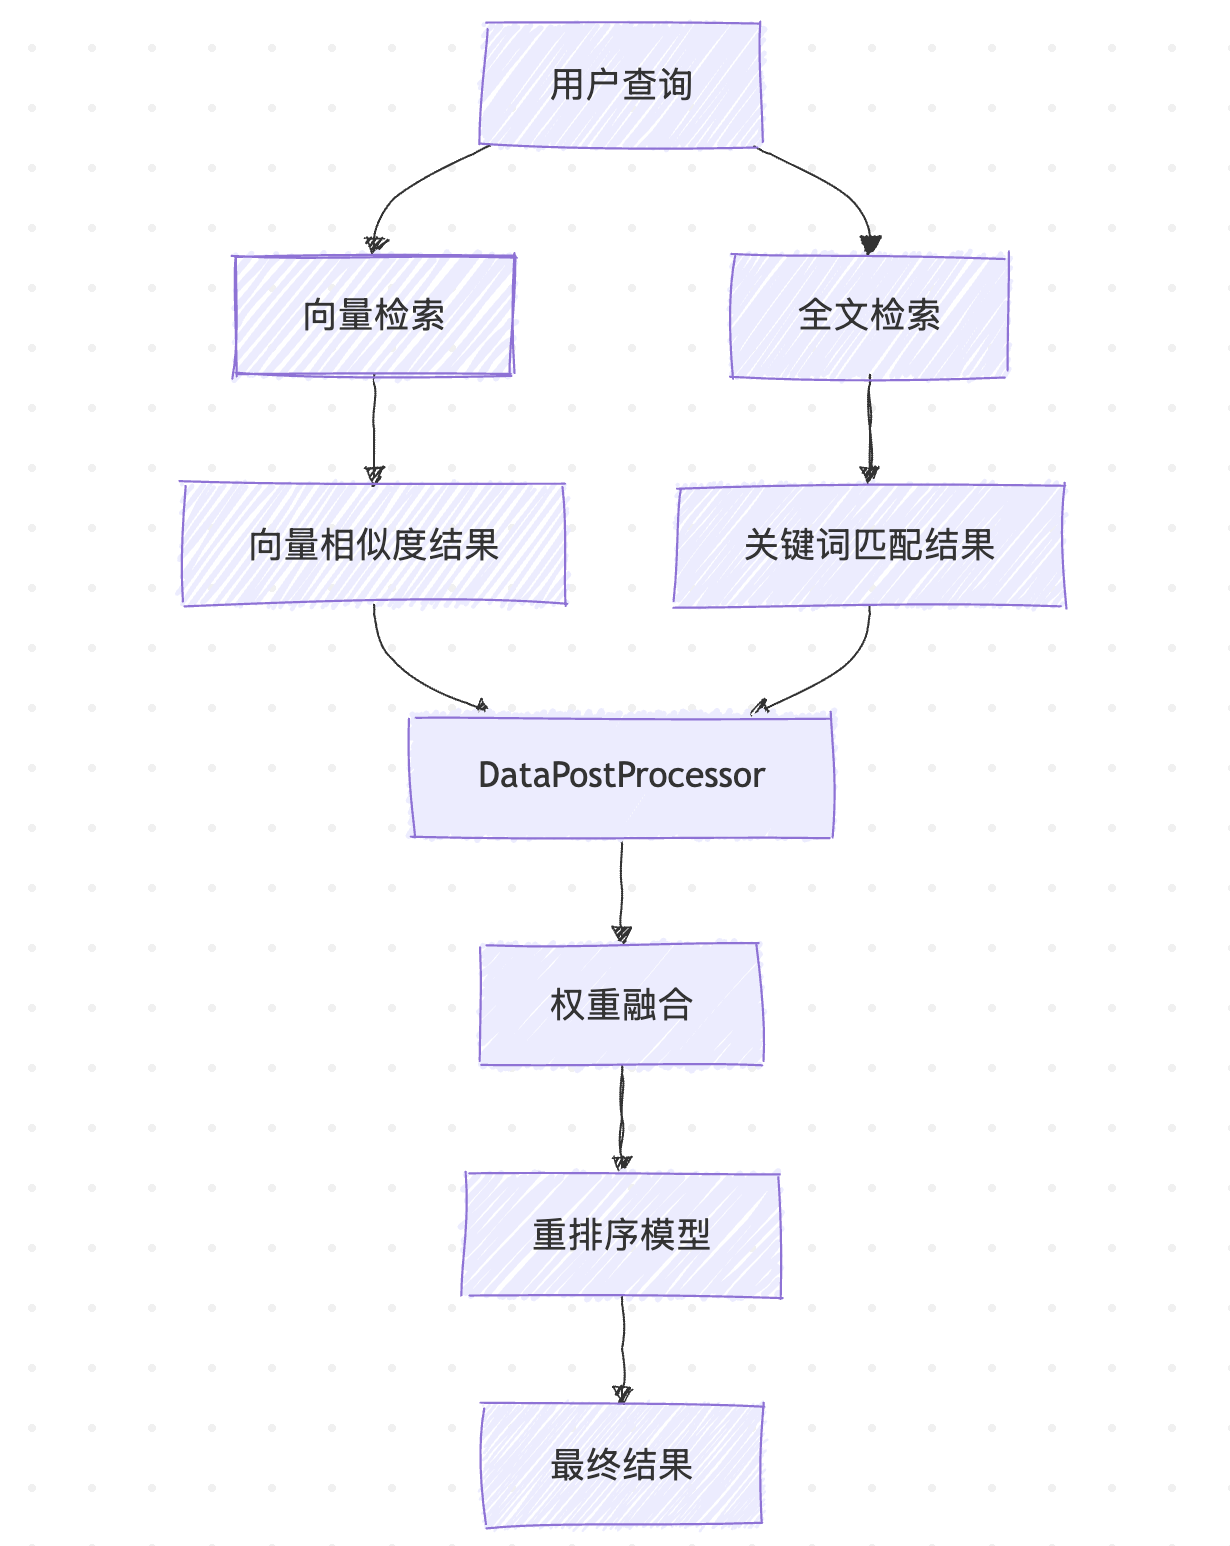 用户查询
向量检索
全文检索
向量相似度结果
关键词匹配结果
DataPostProcessor
权重融合
重排序模型
最终结果